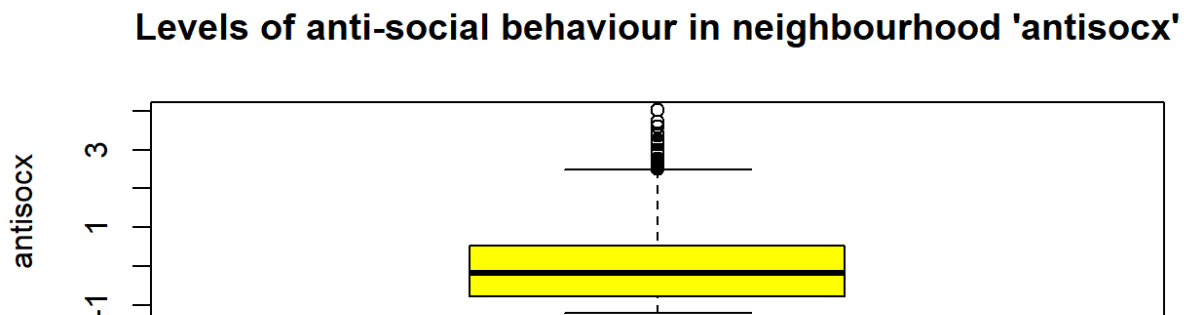 Levels of anti-social behaviour in neighbourhood 'antisocx'
antisocx
3
1
-1